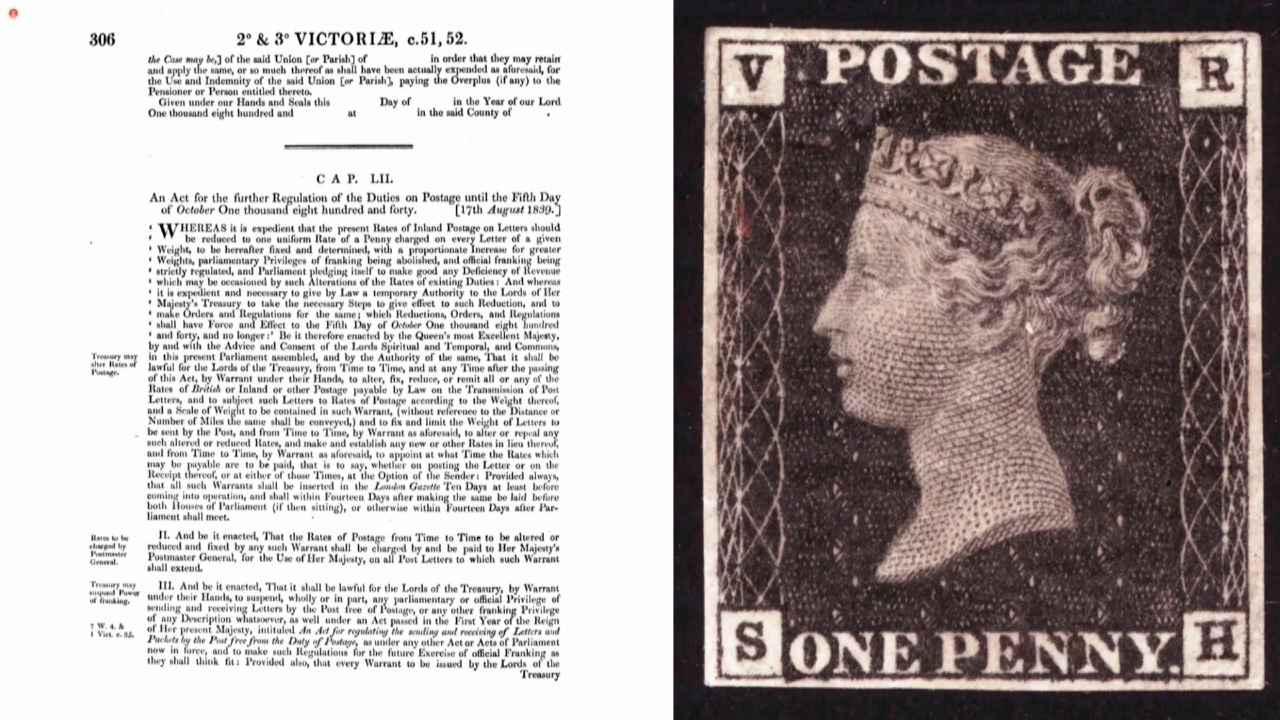 306
2° & 3° VICTORIÆ, c.51, 52.
the Case may be,] of the said Union [or Parish] of in order that they may retain
and apply the same, or so much thereof as shall have been actually expended as aforesaid, for
the Use and Indemnity of the said Union [or Parish], paying the Overplus (if any) to the
Pensioner or Person entitled thereto.
Given under our Hands and Seals this Day of in the Year of our Lord
One thousand eight hundred and at in the said County of .
CAP. LII.
An Act for the further Regulation of the Duties on Postage until the Fifth Day
of October One thousand eight hundred and forty. [17th August 1839.]
‘ WHEREAS it is expedient that the present Rates of Inland Postage on Letters should
‘ be reduced to one uniform Rate of a Penny charged on every Letter of a given
‘ Weight, to be hereafter fixed and determined, with a proportionate Increase for greater
‘ Weights, parliamentary Privileges of franking being abolished, and official franking being
‘ strictly regulated, and Parliament pledging itself to make good any Deficiency of Revenue
‘ which may be occasioned by such Alterations of the Rates of existing Duties: And whereas
‘ it is expedient and necessary to give by Law a temporary Authority to the Lords of Her
‘ Majesty's Treasury to take the necessary Steps to give effect to such Reduction, and to
‘ make Orders and Regulations for the same; which Reductions, Orders, and Regulations
‘ shall have Force and Effect to the Fifth Day of October One thousand eight hundred
‘ and forty, and no longer:’ Be it therefore enacted by the Queen's most Excellent Majesty,
by and with the Advice and Consent of the Lords Spiritual and Temporal, and Commons,
Treasury may
alter Rates of
Postage.
in this present Parliament assembled, and by the Authority of the same, That it shall be
lawful for the Lords of the Treasury, from Time to Time, and at any Time after the passing
of this Act, by Warrant under their Hands, to alter, fix, reduce, or remit all or any of the
Rates of British or Inland or other Postage payable by Law on the Transmission of Post
Letters, and to subject such Letters to Rates of Postage according to the Weight thereof,
and a Scale of Weight to be contained in such Warrant, (without reference to the Distance or
Number of Miles the same shall be conveyed,) and to fix and limit the Weight of Letters to
be sent by the Post, and from Time to Time, by Warrant as aforesaid, to alter or repeal any
such altered or reduced Rates, and make and establish any new or other Rates in lieu thereof,
and from Time to Time, by Warrant as aforesaid, to appoint at what Time the Rates which
may be payable are to be paid, that is to say, whether on posting the Letter or on the
Receipt thereof, or at either of those Times, at the Option of the Sender: Provided always,
that all such Warrants shall be inserted in the London Gazette Ten Days at least before
coming into operation, and shall within Fourteen Days after making the same be laid before
both Houses of Parliament (if then sitting), or otherwise within Fourteen Days after Par-
liament shall meet.
Rates to be
charged by
Postmaster
General.
II. And be it enacted, That the Rates of Postage from Time to Time to be altered or
reduced and fixed by any such Warrant shall be charged by and be paid to Her Majesty's
Postmaster General, for the Use of Her Majesty, on all Post Letters to which such Warrant
shall extend.
Treasury may
suspend Power
of franking.
7 W. 4. &
1 Vict. c. 35.
III. And be it enacted, That it shall be lawful for the Lords of the Treasury, by Warrant
under their Hands, to suspend, wholly or in part, any parliamentary or official Privilege of
sending and receiving Letters by the Post free of Postage, or any other franking Privilege
of any Description whatsoever, as well under an Act passed in the First Year of the Reign
of Her present Majesty, intituled An Act for regulating the sending and receiving of Letters and
Packets by the Post free from the Duty of Postage, as under any other Act or Acts of Parliament
now in force, and to make such Regulations for the future Exercise of official Franking as
they shall think fit: Provided also, that every Warrant to be issued by the Lords of the
Treasury
V POSTAGE R
S ONE PENNY. H